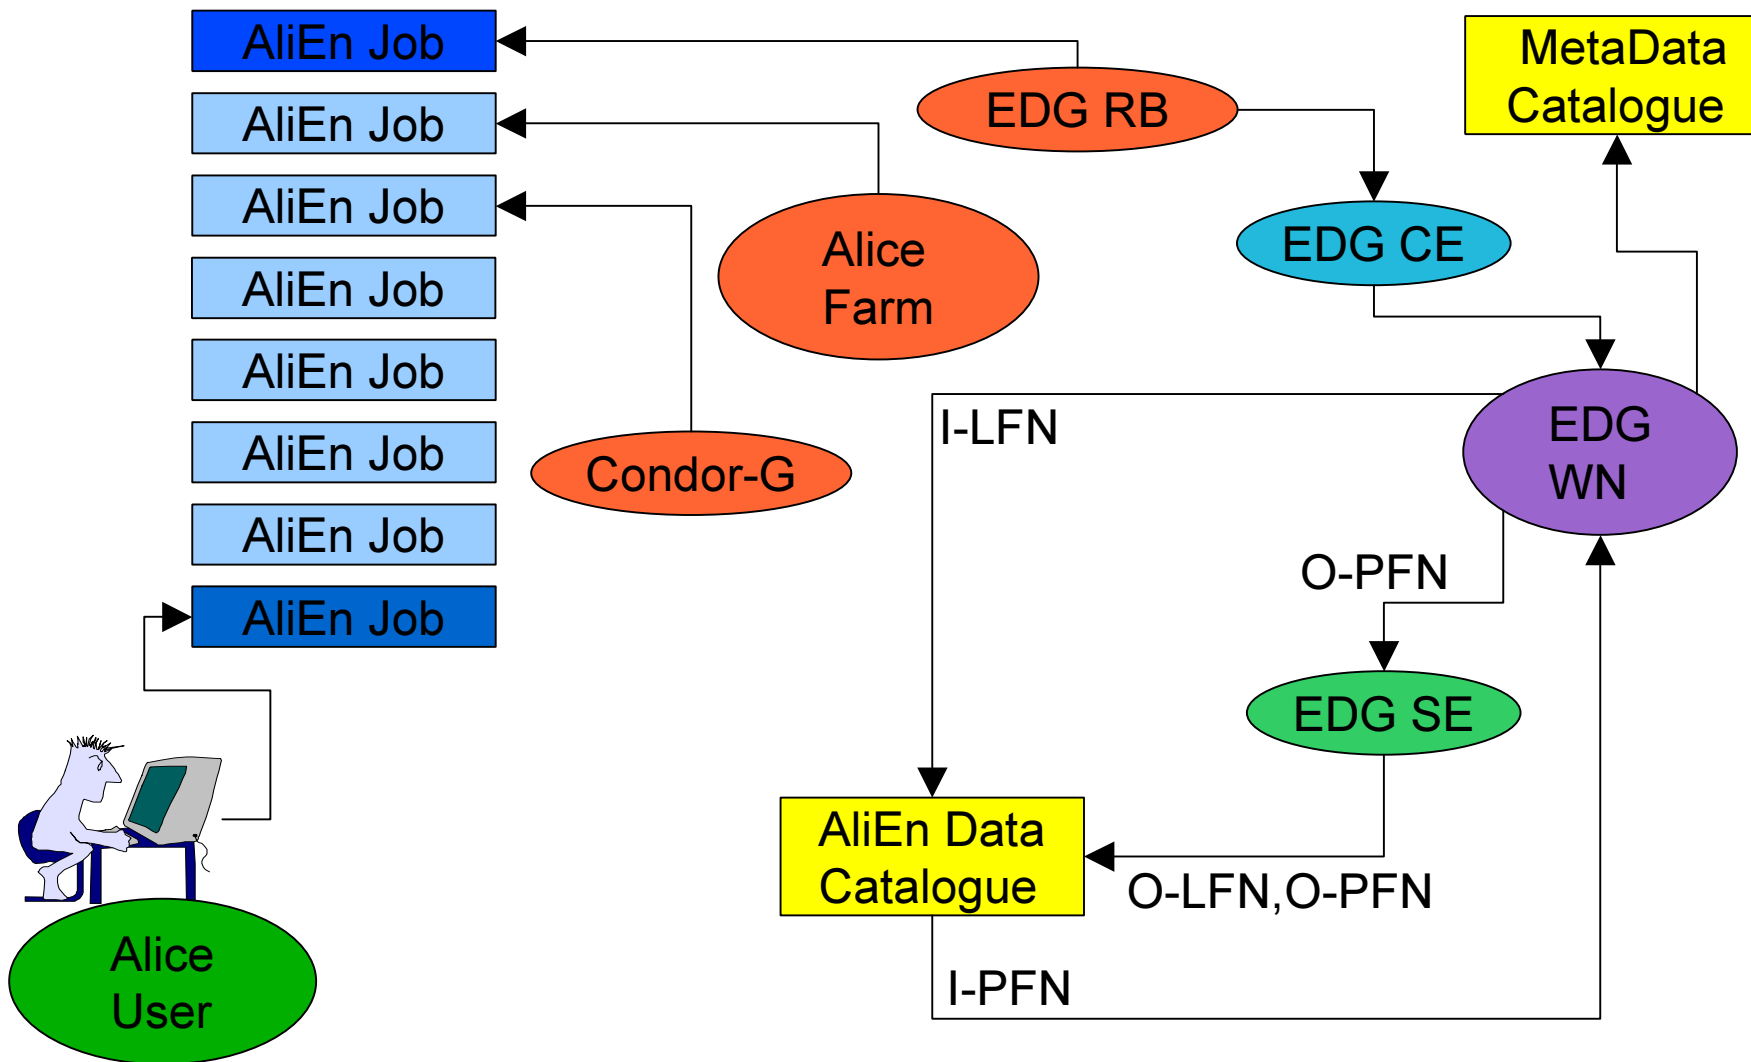 AliEn Job
AliEn Job
AliEn Job
AliEn Job
AliEn Job
AliEn Job
AliEn Job
AliEn Job
EDG RB
MetaData
Catalogue
Alice
Farm
EDG CE
Condor-G
I-LFN
EDG
WN
O-PFN
EDG SE
AliEn Data
Catalogue
O-LFN,O-PFN
I-PFN
Alice
User